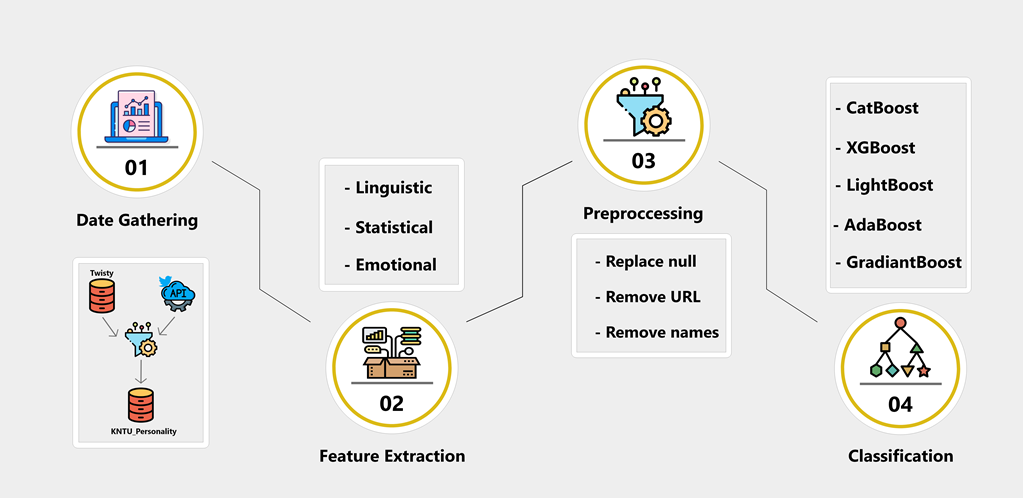 01
Date Gathering
Twisty
API
KNTU_Personality
- Linguistic
- Statistical
- Emotional
02
Feature Extraction
03
Preproccessing
- Replace null
- Remove URL
- Remove names
- CatBoost
- XGBoost
- LightBoost
- AdaBoost
- GradiantBoost
04
Classification